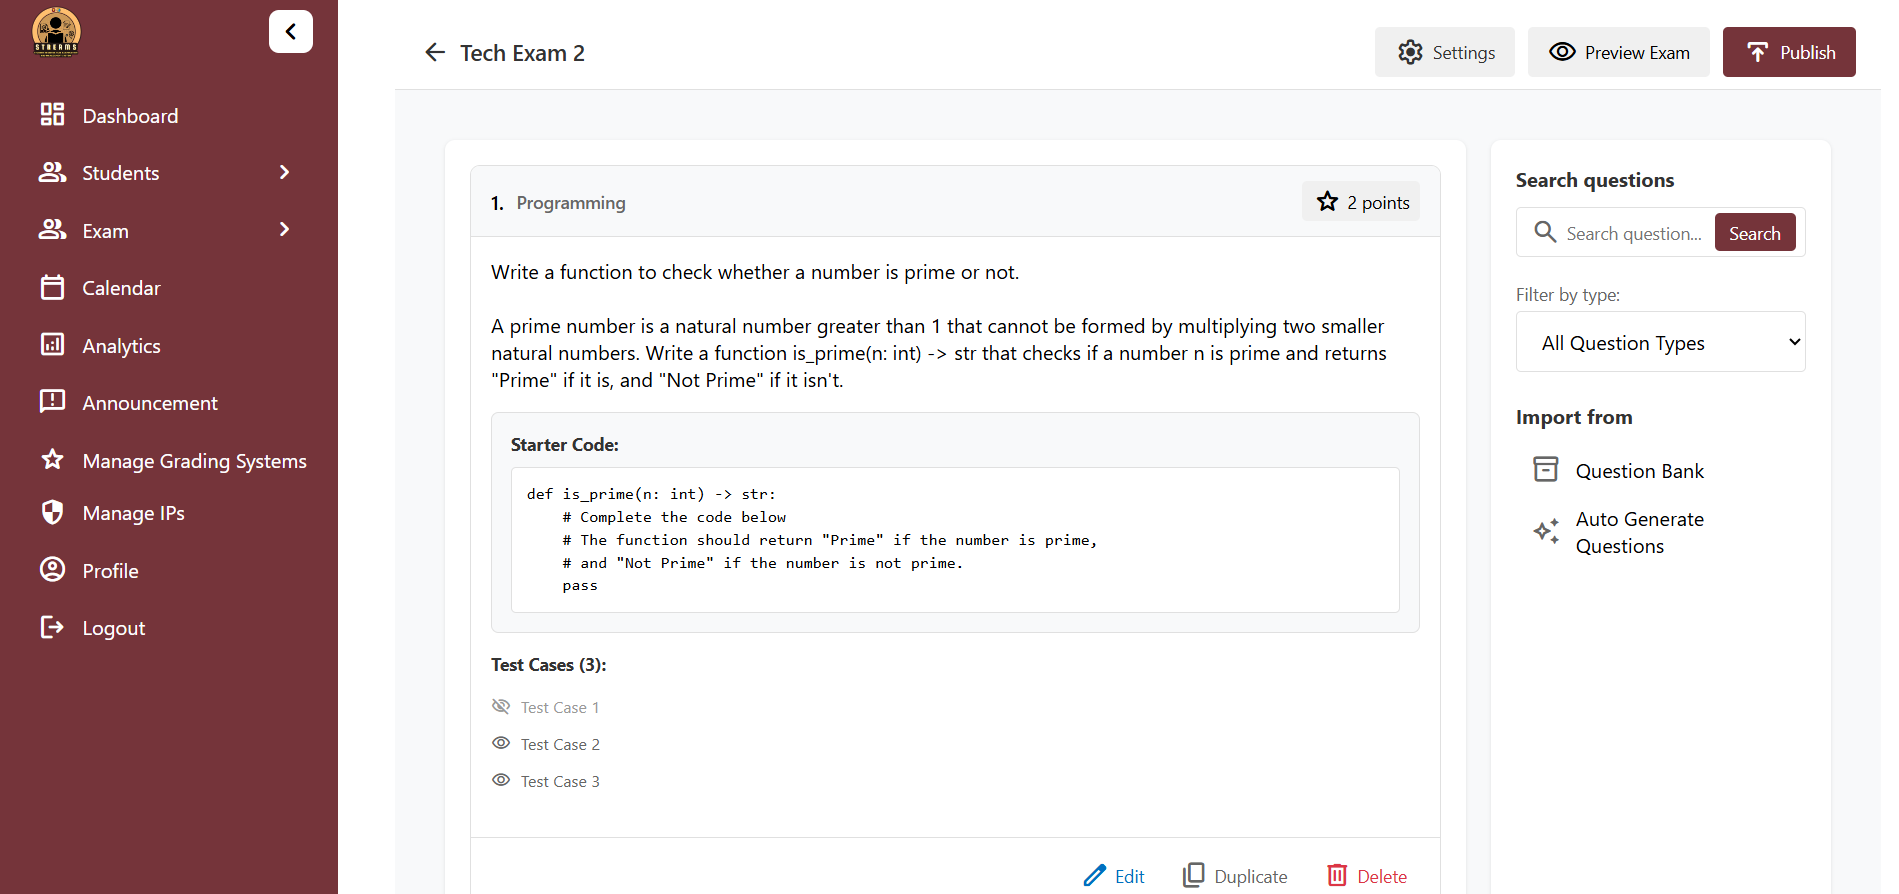 STREAMS
Dashboard
Students
Exam
Calendar
Analytics
Announcement
Manage Grading Systems
Manage IPs
Profile
Logout
Tech Exam 2
Settings
Preview Exam
Publish
1. Programming
2 points
Write a function to check whether a number is prime or not.
A prime number is a natural number greater than 1 that cannot be formed by multiplying two smaller
natural numbers. Write a function is_prime(n: int) -> str that checks if a number n is prime and returns
"Prime" if it is, and "Not Prime" if it isn't.
Starter Code:
def is_prime(n: int) -> str:
    # Complete the code below
    # The function should return "Prime" if the number is prime,
    # and "Not Prime" if the number is not prime.
    pass
Test Cases (3):
Test Case 1
Test Case 2
Test Case 3
Edit
Duplicate
Delete
Search questions
Search question...
Search
Filter by type:
All Question Types
Import from
Question Bank
Auto Generate
Questions